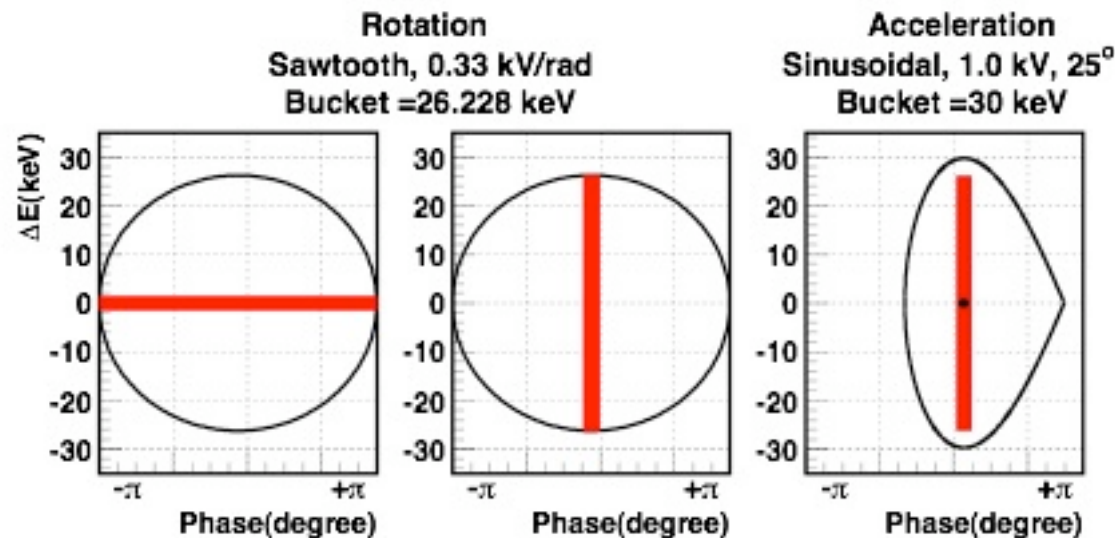 Rotation
Sawtooth, 0.33 kV/rad
Bucket =26.228 keV
Acceleration
Sinusoidal, 1.0 kV, 25°
Bucket =30 keV
ΔE(keV)
30
20
10
0
-10
-20
-30
-π
+π
Phase(degree)
30
20
10
0
-10
-20
-30
-π
+π
Phase(degree)
30
20
10
0
-10
-20
-30
-π
+π
Phase(degree)